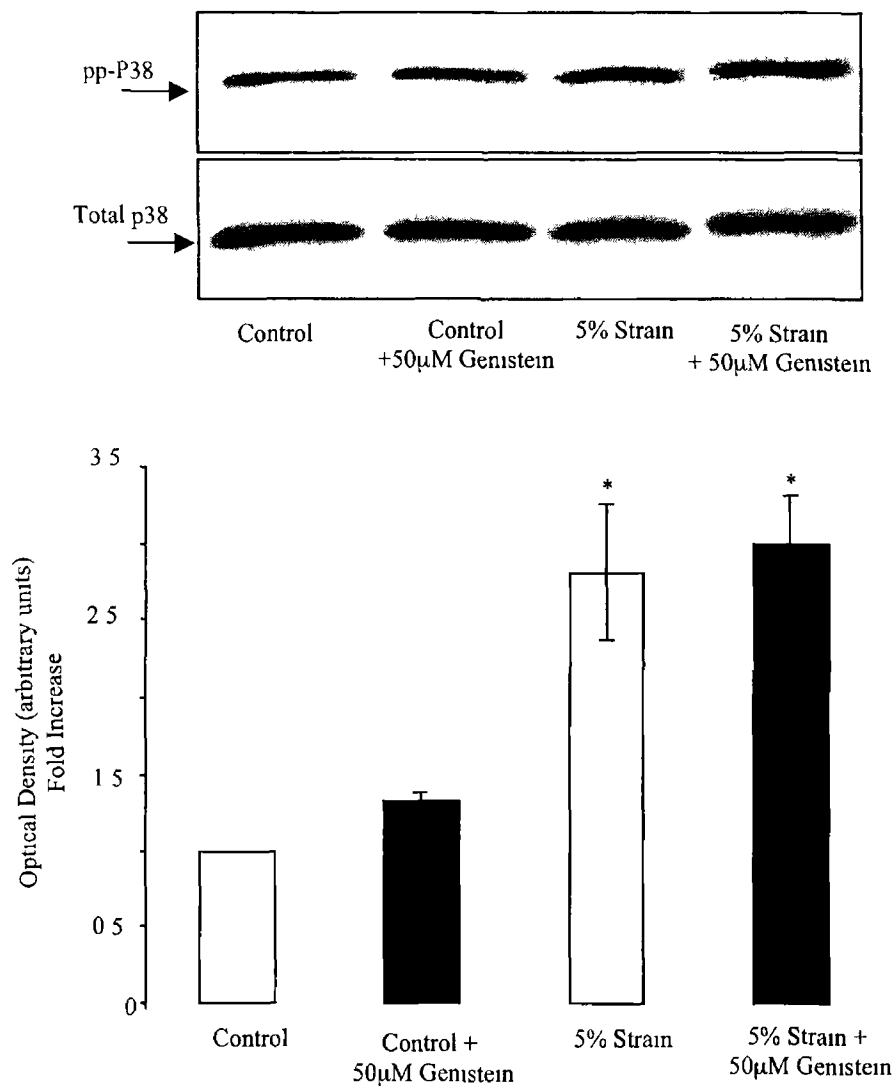 pp-P38
Total p38
Control
Control
+50μM Genistein
5% Strain
5% Strain
+ 50μM Genistein
3 5
2 5
1 5
0 5
0
Optical Density (arbitrary units)
Fold Increase
*
*
Control
Control +
50μM Genistein
5% Strain
5% Strain +
50μM Genistein